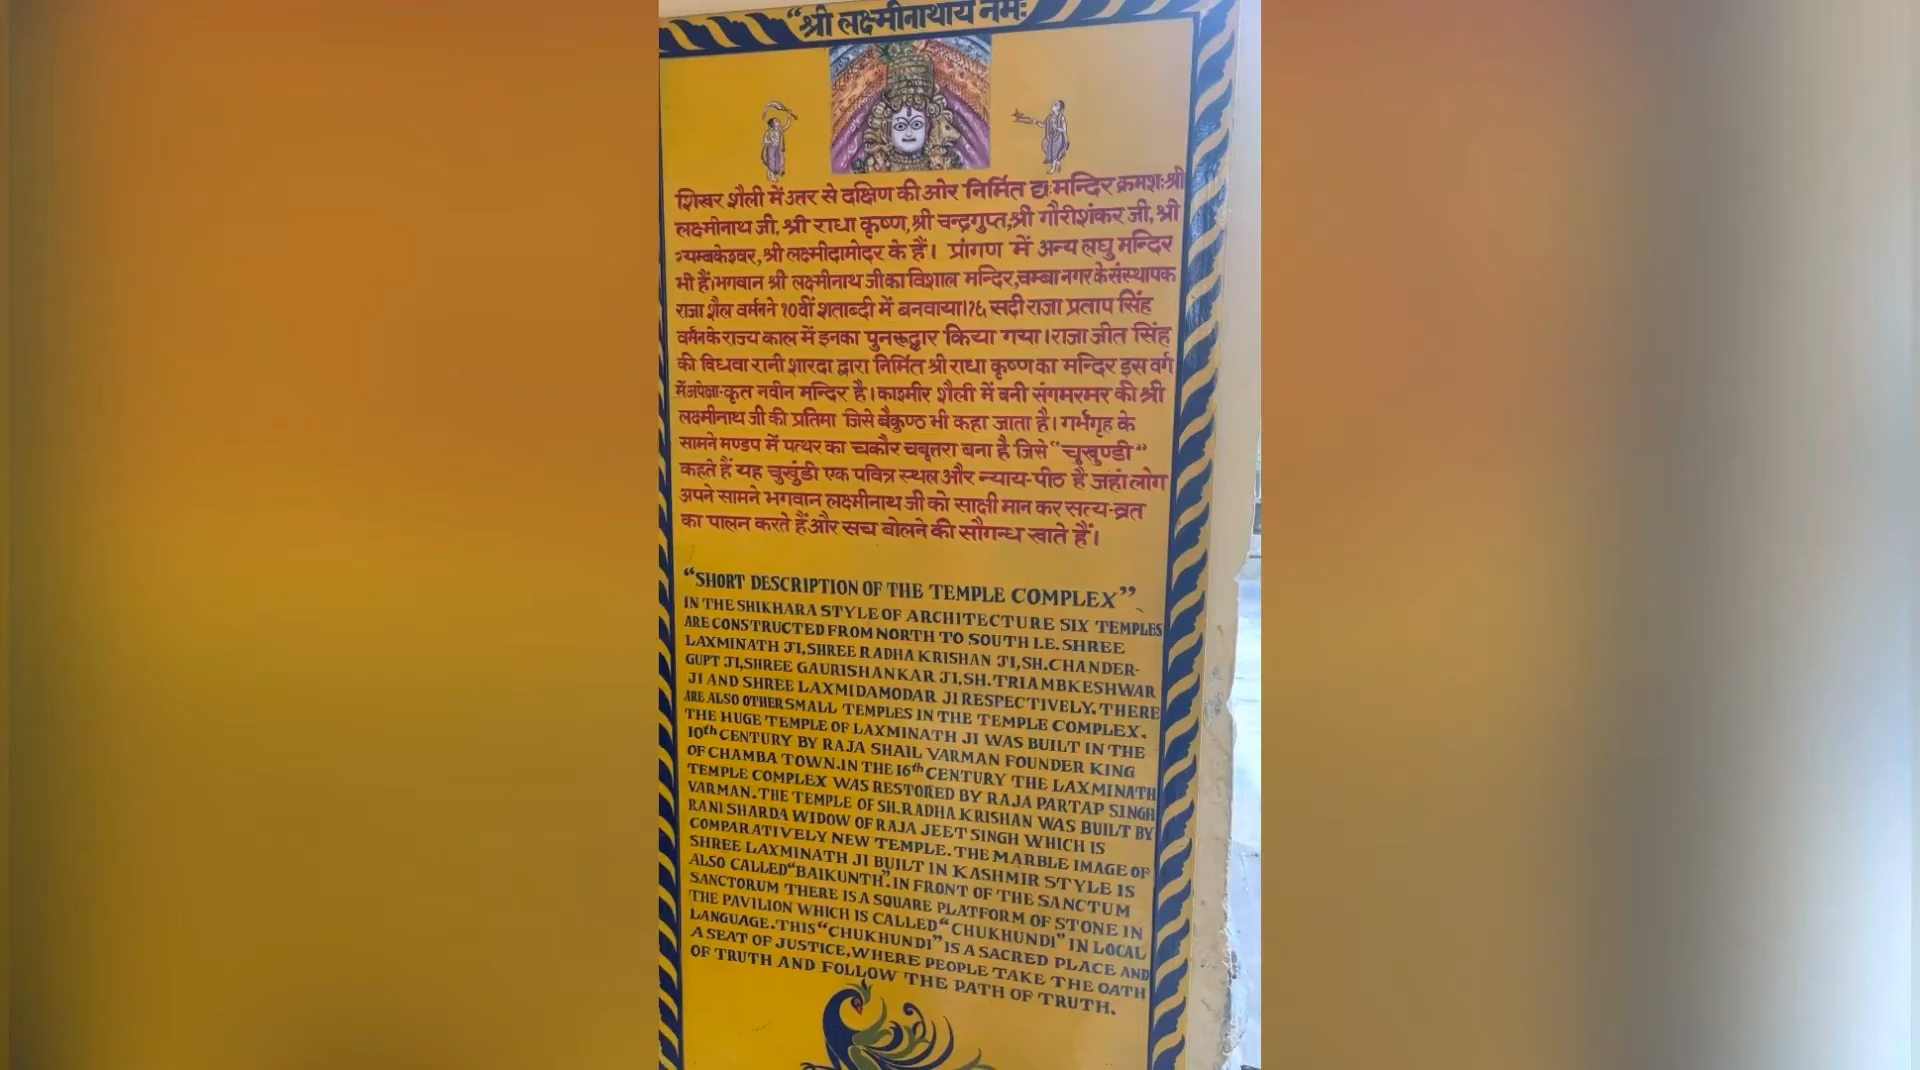 “श्री लक्ष्मीनाथाय नमः
शिखर शैली में उत्तर से दक्षिण की ओर निर्मित छः मन्दिर क्रमशः श्री
लक्ष्मीनाथ जी, श्री राधा कृष्ण, श्री चन्द्रगुप्त, श्री गौरीशंकर जी, श्री
त्र्यम्बकेश्वर, श्री लक्ष्मीदामोदर के हैं। प्रांगण में अन्य लघु मन्दिर
भी हैं। भगवान श्री लक्ष्मीनाथ जी का विशाल मन्दिर, चम्बा नगर के संस्थापक
राजा शैल वर्मन ने १०वीं शताब्दी में बनवाया। १६ सदी राजा प्रताप सिंह
वर्मन के राज्य काल में इनका पुनरूद्वार किया गया। राजा जीत सिंह
की विधवा रानी शारदा द्वारा निर्मित श्री राधा कृष्ण का मन्दिर इस वर्ग
में अपेक्षा-कृत नवीन मन्दिर है। काश्मीर शैली में बनी संगमरमर की श्री
लक्ष्मीनाथ जी की प्रतिमा जिसे बैकुण्ठ भी कहा जाता है। गर्भगृह के
सामने मण्डप में पत्थर का चकौर चबूतरा बना है जिसे “चुखुण्डी”
कहते हैं यह चुखुंडी एक पवित्र स्थल और न्याय-पीठ है जहां लोग
अपने सामने भगवान लक्ष्मीनाथ जी को साक्षी मान कर सत्य-व्रत
का पालन करते हैं और सच बोलने की सौगन्ध खाते हैं।
“SHORT DESCRIPTION OF THE TEMPLE COMPLEX”
IN THE SHIKHARA STYLE OF ARCHITECTURE SIX TEMPLES
ARE CONSTRUCTED FROM NORTH TO SOUTH I.E. SHREE
LAXMINATH JI, SHREE RADHA KRISHAN JI, SH. CHANDER-
GUPT JI, SHREE GAURISHANKAR JI, SH. TRIAMBKESHWAR
JI AND SHREE LAXMIDAMODAR JI RESPECTIVELY. THERE
ARE ALSO OTHER SMALL TEMPLES IN THE TEMPLE COMPLEX.
THE HUGE TEMPLE OF LAXMINATH JI WAS BUILT IN THE
10th CENTURY BY RAJA SHAIL VARMAN FOUNDER KING
OF CHAMBA TOWN. IN THE 16th CENTURY THE LAXMINATH
TEMPLE COMPLEX WAS RESTORED BY RAJA PARTAP SINGH
VARMAN. THE TEMPLE OF SH. RADHA KRISHAN WAS BUILT BY
RANI SHARDA WIDOW OF RAJA JEET SINGH WHICH IS
COMPARATIVELY NEW TEMPLE. THE MARBLE IMAGE OF
SHREE LAXMINATH JI BUILT IN KASHMIR STYLE IS
ALSO CALLED “BAIKUNTH”. IN FRONT OF THE SANCTUM
SANCTORUM THERE IS A SQUARE PLATFORM OF STONE IN
THE PAVILION WHICH IS CALLED “CHUKHUNDI” IN LOCAL
LANGUAGE. THIS “CHUKHUNDI” IS A SACRED PLACE AND
A SEAT OF JUSTICE, WHERE PEOPLE TAKE THE OATH
OF TRUTH AND FOLLOW THE PATH OF TRUTH.